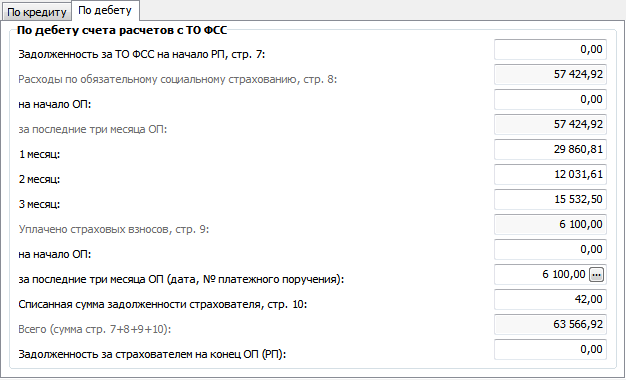 По кредиту По дебету
По дебету счета расчетов с ТО ФСС
Задолженность за ТО ФСС на начало РП, стр. 7: 0,00
Расходы по обязательному социальному страхованию, стр. 8: 57 424,92
на начало ОП: 0,00
за последние три месяца ОП: 57 424,92
1 месяц: 29 860,81
2 месяц: 12 031,61
3 месяц: 15 532,50
Уплачено страховых взносов, стр. 9: 6 100,00
на начало ОП: 0,00
за последние три месяца ОП (дата, № платежного поручения): 6 100,00 ...
Списанная сумма задолженности страхователя, стр. 10: 42,00
Всего (сумма стр. 7+8+9+10): 63 566,92
Задолженность за страхователем на конец ОП (РП): 0,00